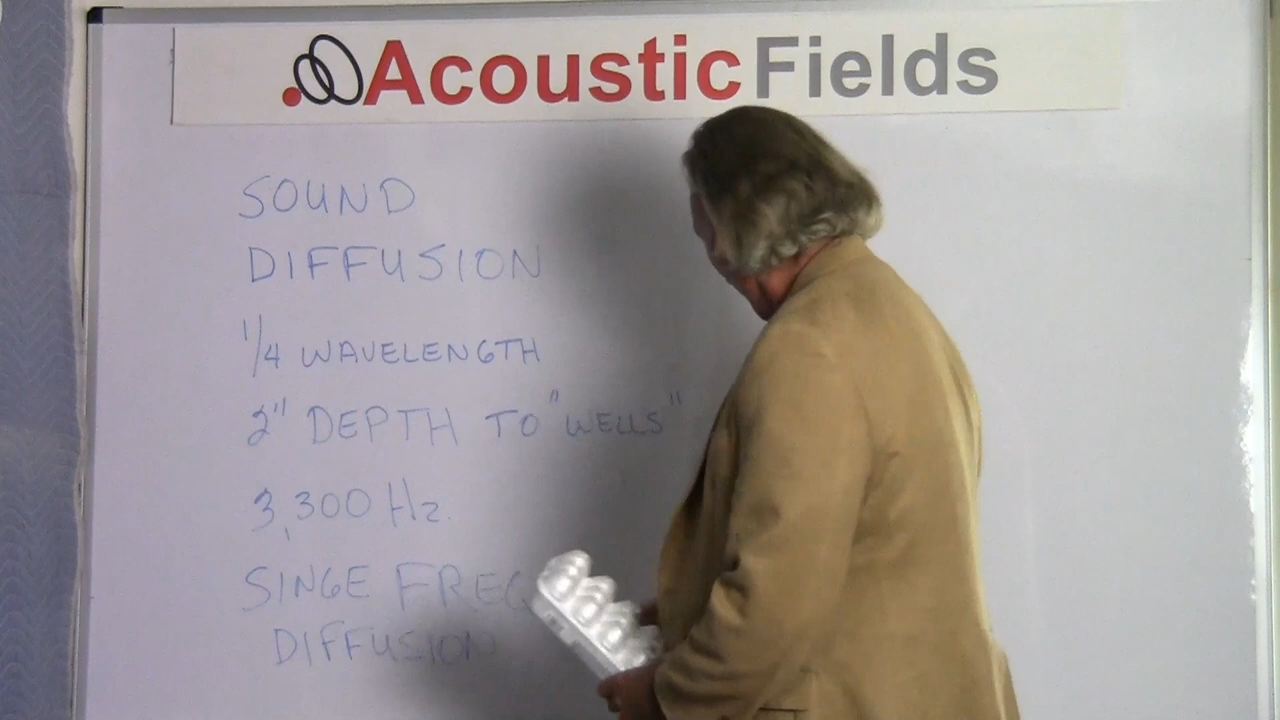 AcousticFields
SOUND
DIFFUSION
1/4 WAVELENGTH
2" DEPTH TO "WELLS"
3,300 Hz.
SINGE FREQ
DIFFUSION